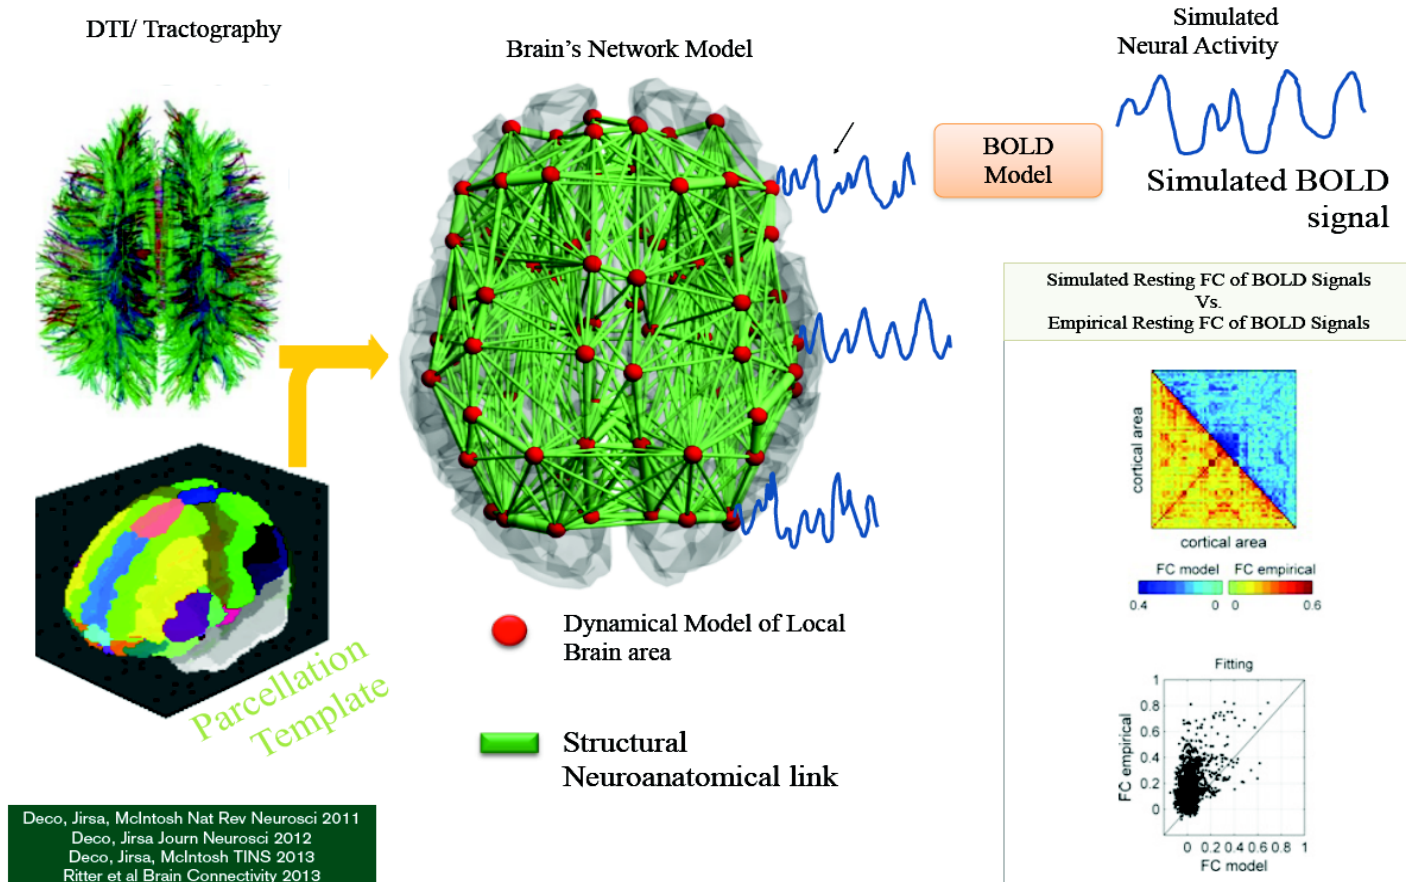 DTI/ Tractography
Brain's Network Model
Simulated
Neural Activity
BOLD
Model
Simulated BOLD
signal
Simulated Resting FC of BOLD Signals
Vs.
Empirical Resting FC of BOLD Signals
cortical area
cortical area
FC model FC empirical
0.4 0 0 0.6
Parcellation
Template
Dynamical Model of Local
Brain area
Structural
Neuroanatomical link
Fitting
FC empirical
1
0.8
0.6
0.4
0.2
0
0 0.2 0.4 0.6 0.8 1
FC model
Deco, Jirsa, McIntosh Nat Rev Neurosci 2011
Deco, Jirsa Journ Neurosci 2012
Deco, Jirsa, McIntosh TINS 2013
Ritter et al Brain Connectivity 2013